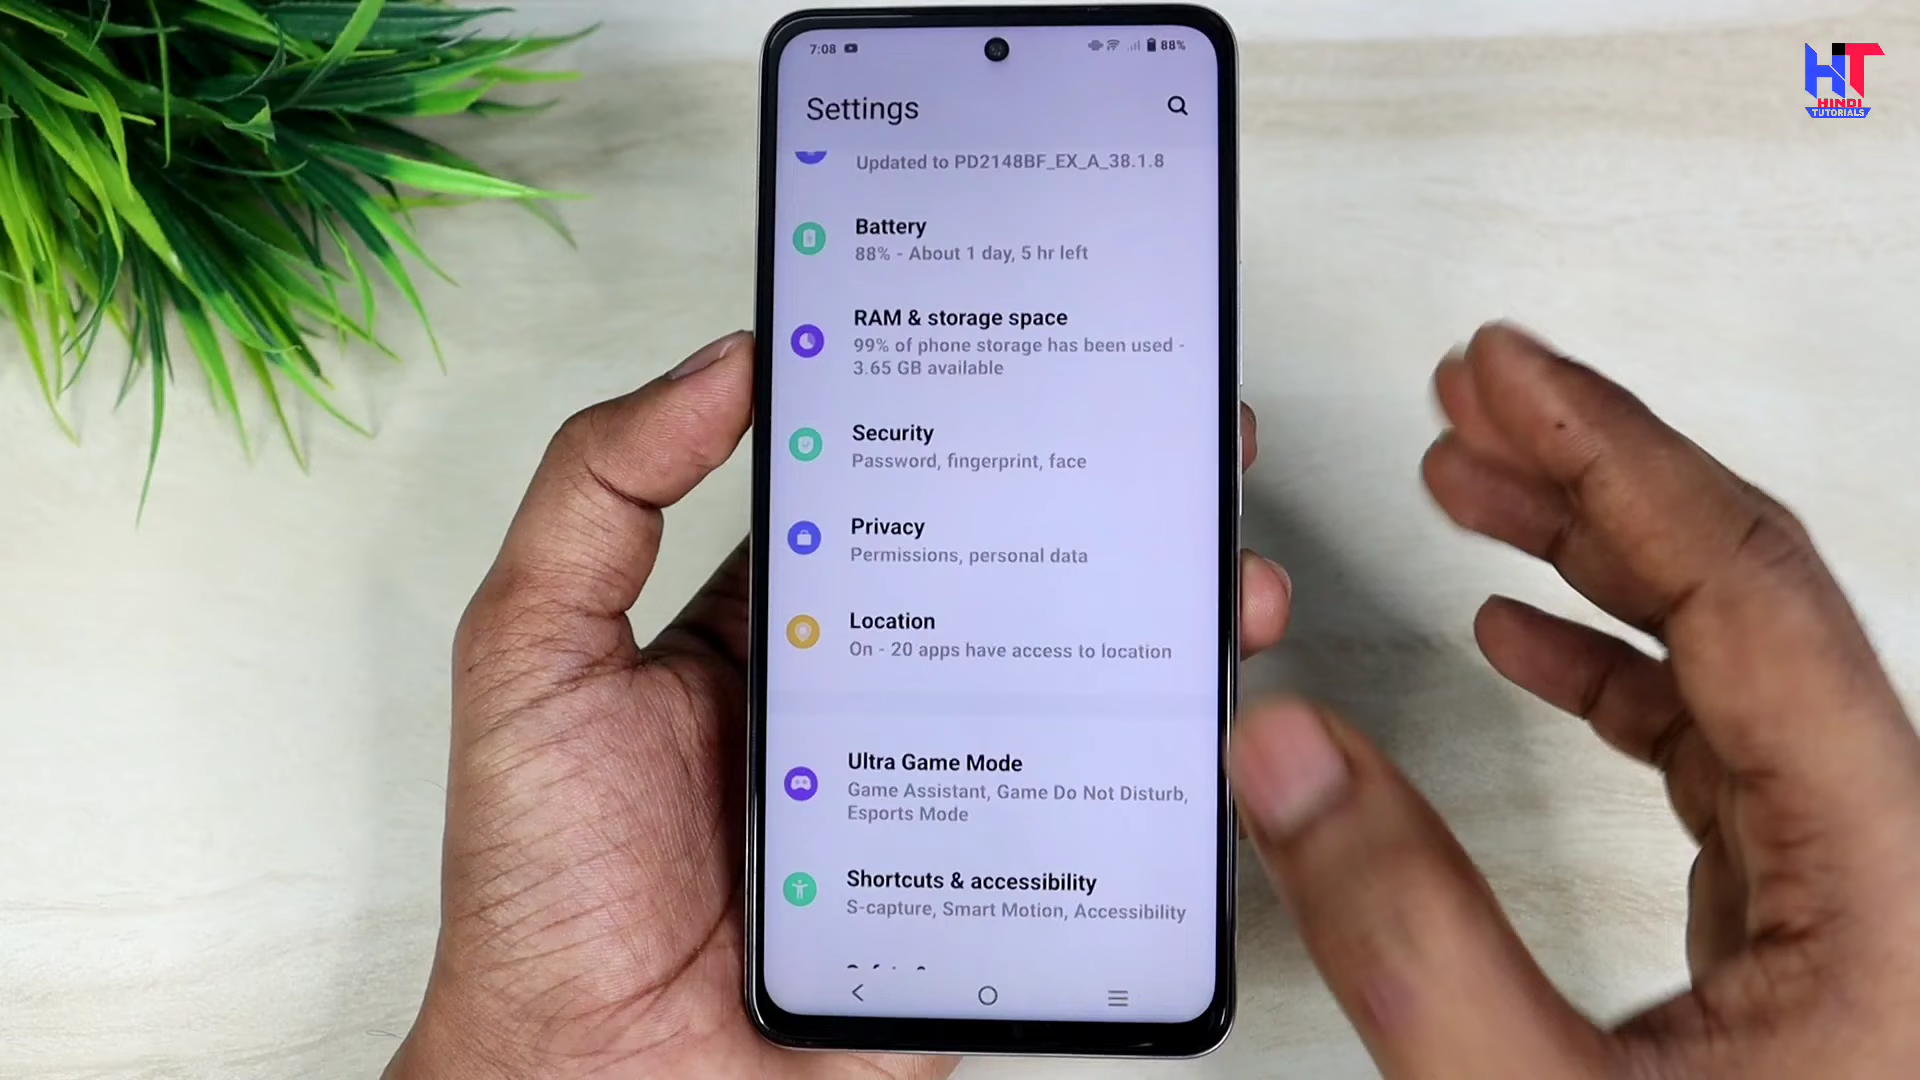 7:08
88%
Settings
Updated to PD2148BF_EX_A_38.1.8
Battery
88% - About 1 day, 5 hr left
RAM & storage space
99% of phone storage has been used -
3.65 GB available
Security
Password, fingerprint, face
Privacy
Permissions, personal data
Location
On - 20 apps have access to location
Ultra Game Mode
Game Assistant, Game Do Not Disturb,
Esports Mode
Shortcuts & accessibility
S-capture, Smart Motion, Accessibility
HT
HINDI
TUTORIALS